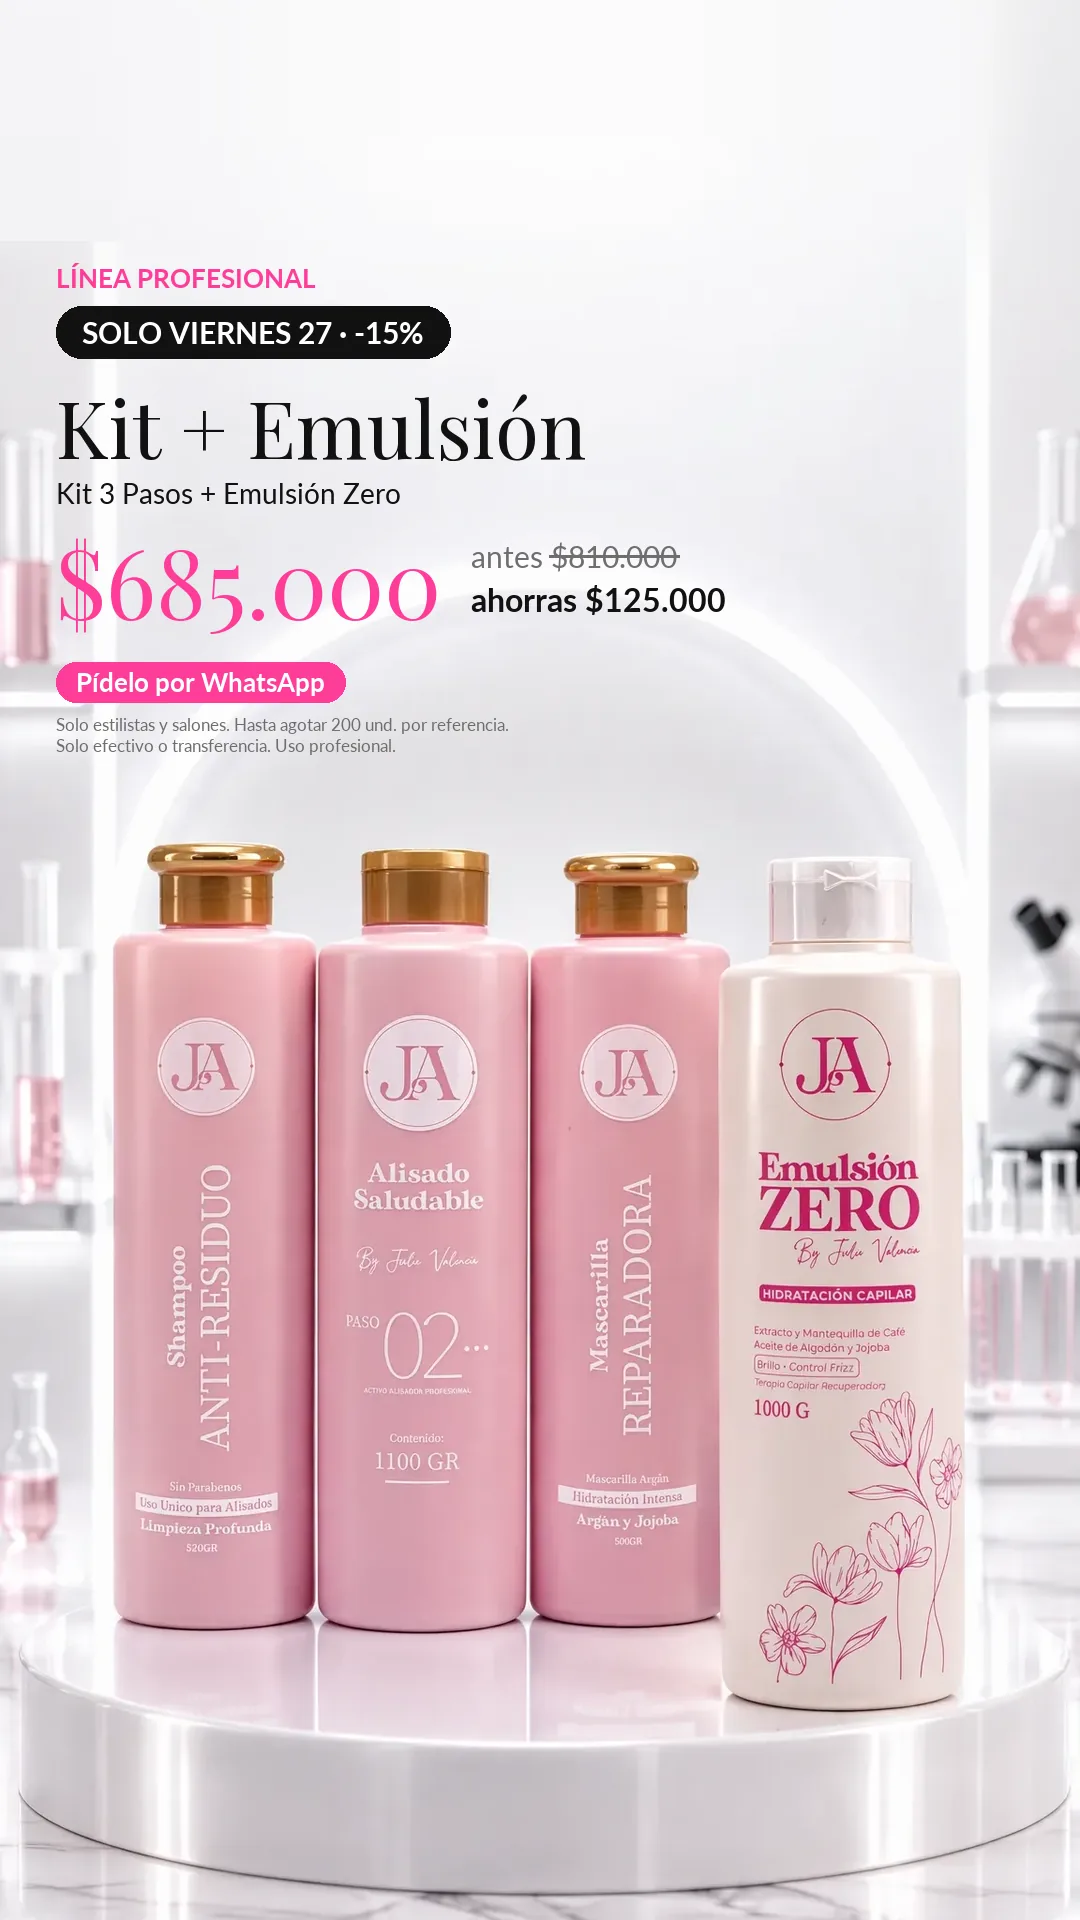 LÍNEA PROFESIONAL
SOLO VIERNES 27 · -15%
Kit + Emulsión
Kit 3 Pasos + Emulsión Zero
$685.000
antes $810.000
ahorras $125.000
Pídelo por WhatsApp
Solo estilistas y salones. Hasta agotar 200 und. por referencia.
Solo efectivo o transferencia. Uso profesional.
JA
Shampoo
ANTI-RESIDUO
Sin Parabenos
Uso Unico para Alisados
Limpieza Profunda
520GR
JA
Alisado
Saludable
By Julie Valencia
PASO 02...
ACTIVO ALISADOR PROFESIONAL
Contenido:
1100 GR
JA
Mascarilla
REPARADORA
Mascarilla Argán
Hidratación Intensa
Argán y Jojoba
500GR
JA
Emulsión
ZERO
By Julie Valencia
HIDRATACIÓN CAPILAR
Extracto y Mantequilla de Café
Aceite de Algodón y Jojoba
Brillo • Control Frizz
Terapia Capilar Recuperadora
1000 G